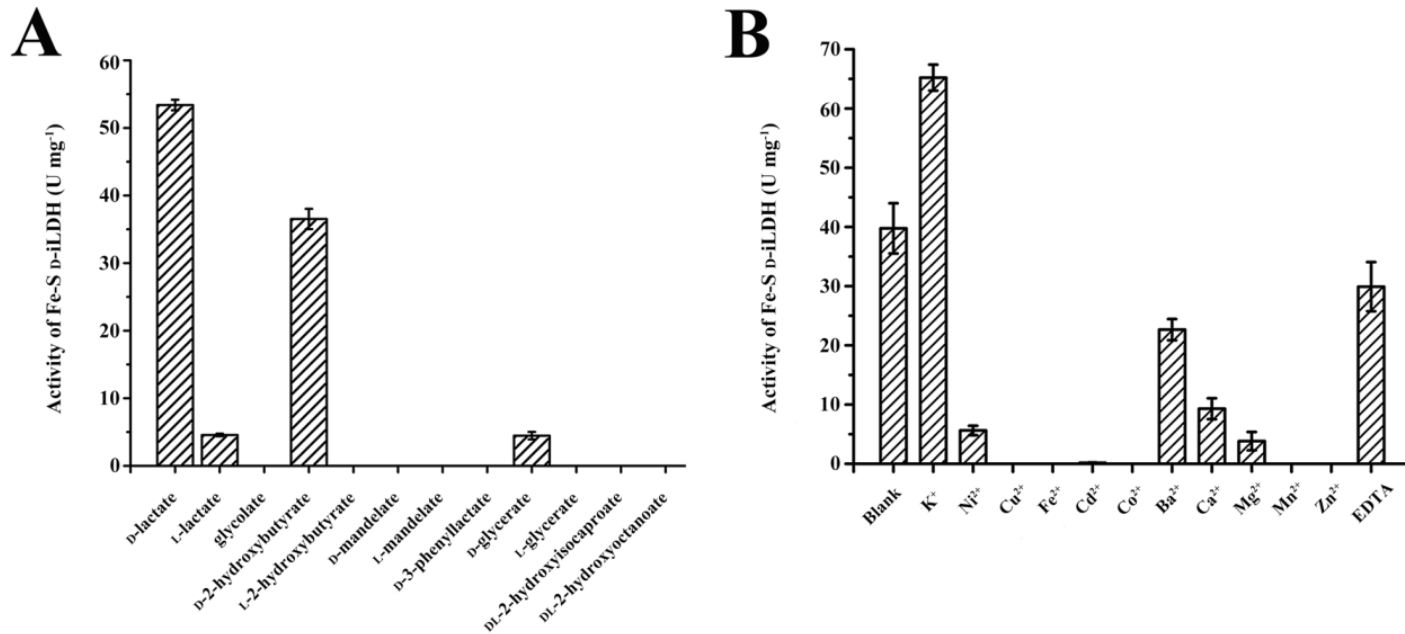 A
Activity of Fe-S D-iLDH (U mg⁻¹)
60
50
40
30
20
10
0
D-lactate
L-lactate
glycolate
D-2-hydroxybutyrate
L-2-hydroxybutyrate
D-mandelate
L-mandelate
D-3-phenyllactate
D-glycerate
L-glycerate
DL-2-hydroxyisocaproate
DL-2-hydroxyoctanoate
B
Activity of Fe-S D-iLDH (U mg⁻¹)
70
60
50
40
30
20
10
0
Blank
K⁺
Ni²⁺
Cu²⁺
Fe²⁺
Cd²⁺
Co²⁺
Ba²⁺
Ca²⁺
Mg²⁺
Mn²⁺
Zn²⁺
EDTA